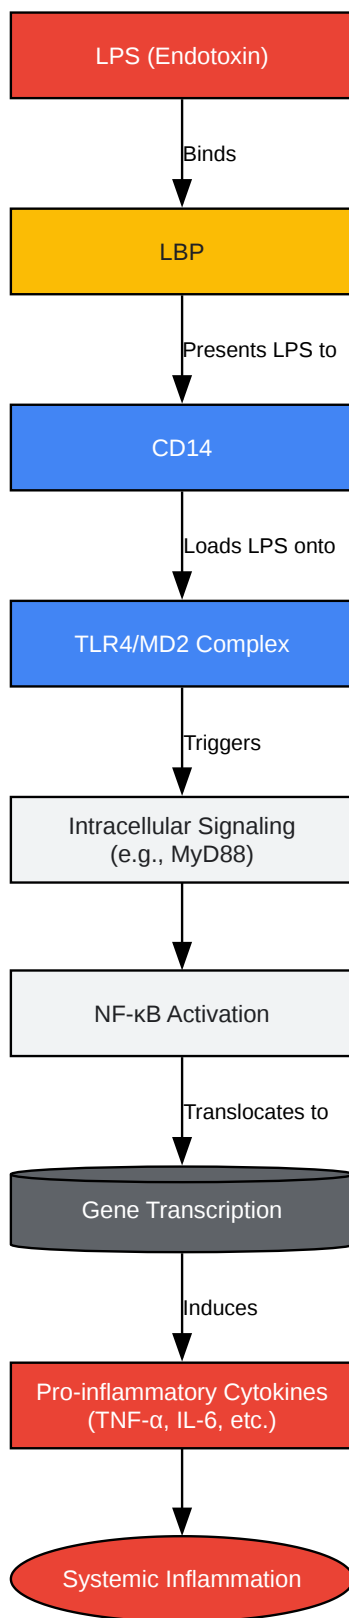 LPS (Endotoxin)
Binds
LBP
Presents LPS to
CD14
Loads LPS onto
TLR4/MD2 Complex
Triggers
Intracellular Signaling
(e.g., MyD88)
NF-κB Activation
Translocates to
Gene Transcription
Induces
Pro-inflammatory Cytokines
(TNF-α, IL-6, etc.)
Systemic Inflammation